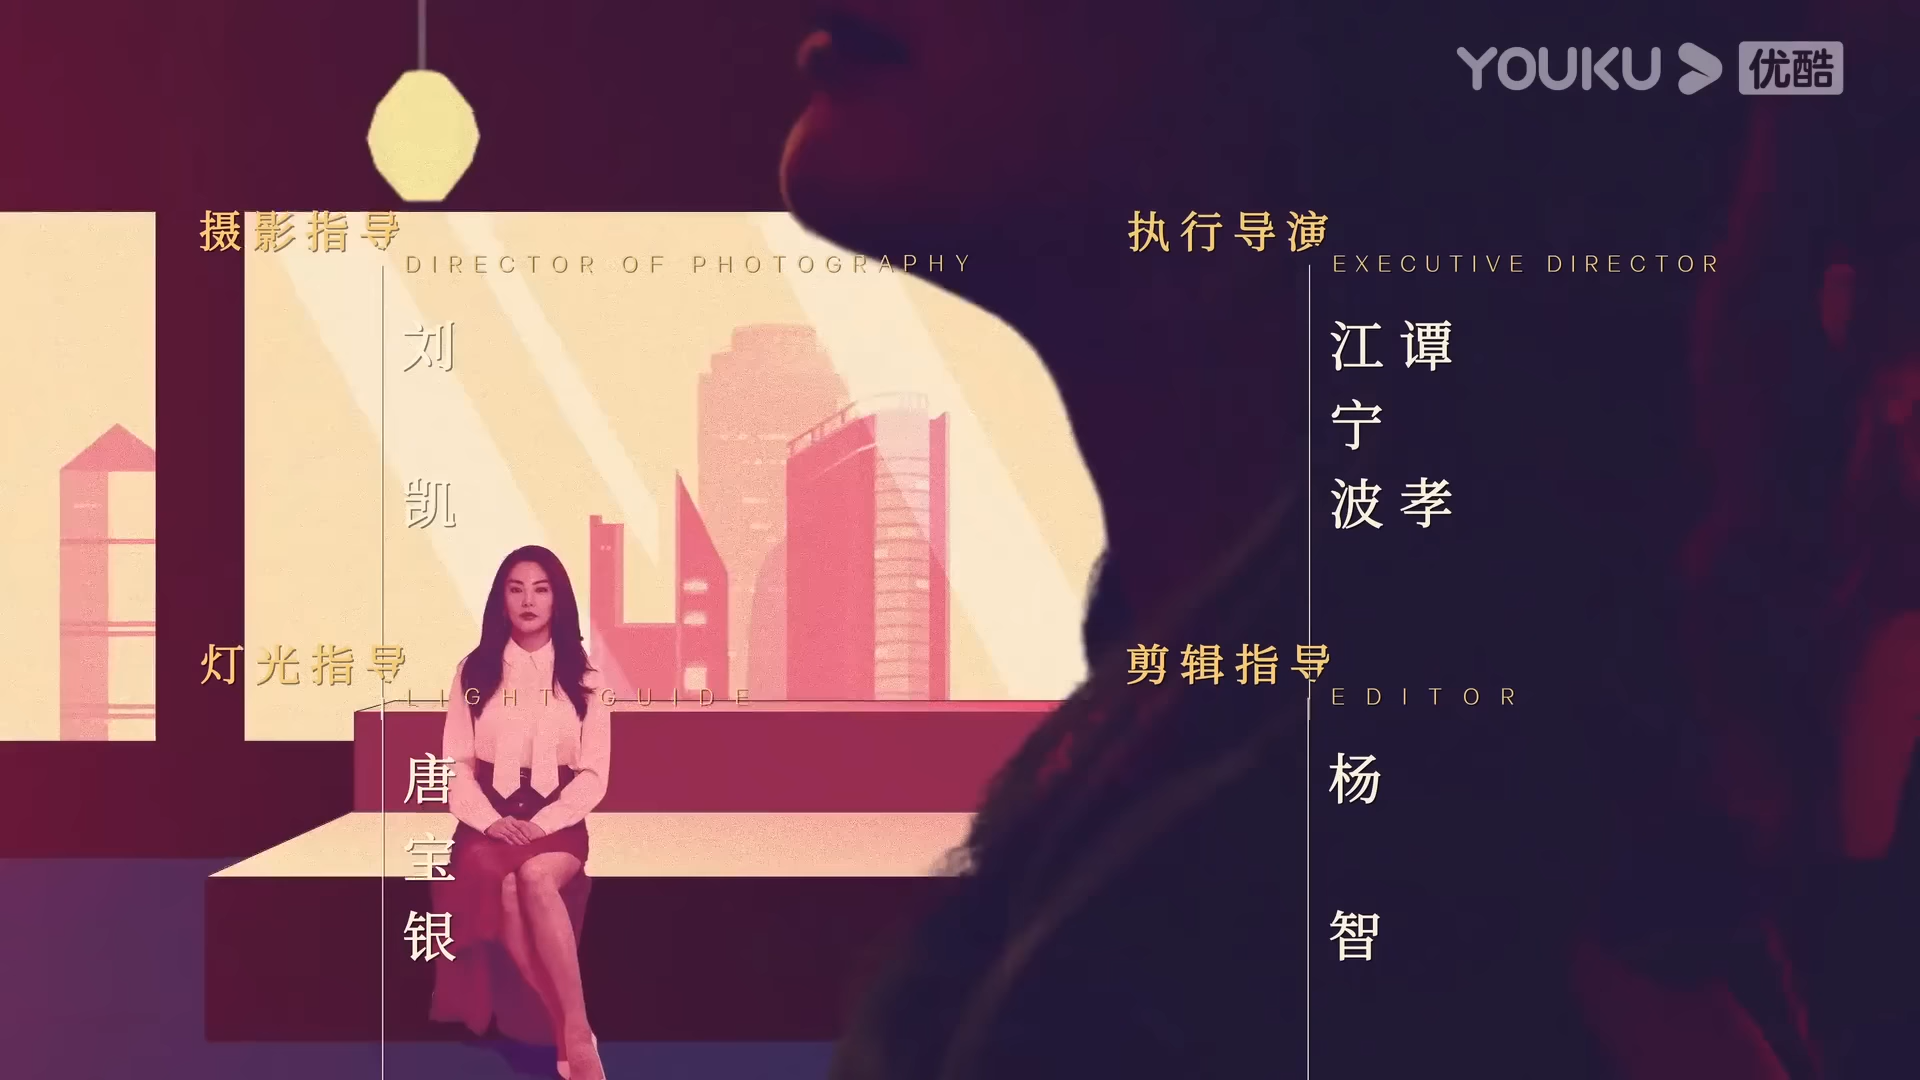 YOUKU 优酷
摄影指导
DIRECTOR OF PHOTOGRAPHY
刘凯
执行导演
EXECUTIVE DIRECTOR
江宁波
谭孝
灯光指导
LIGHT GUIDE
唐宝银
剪辑指导
EDITOR
杨智